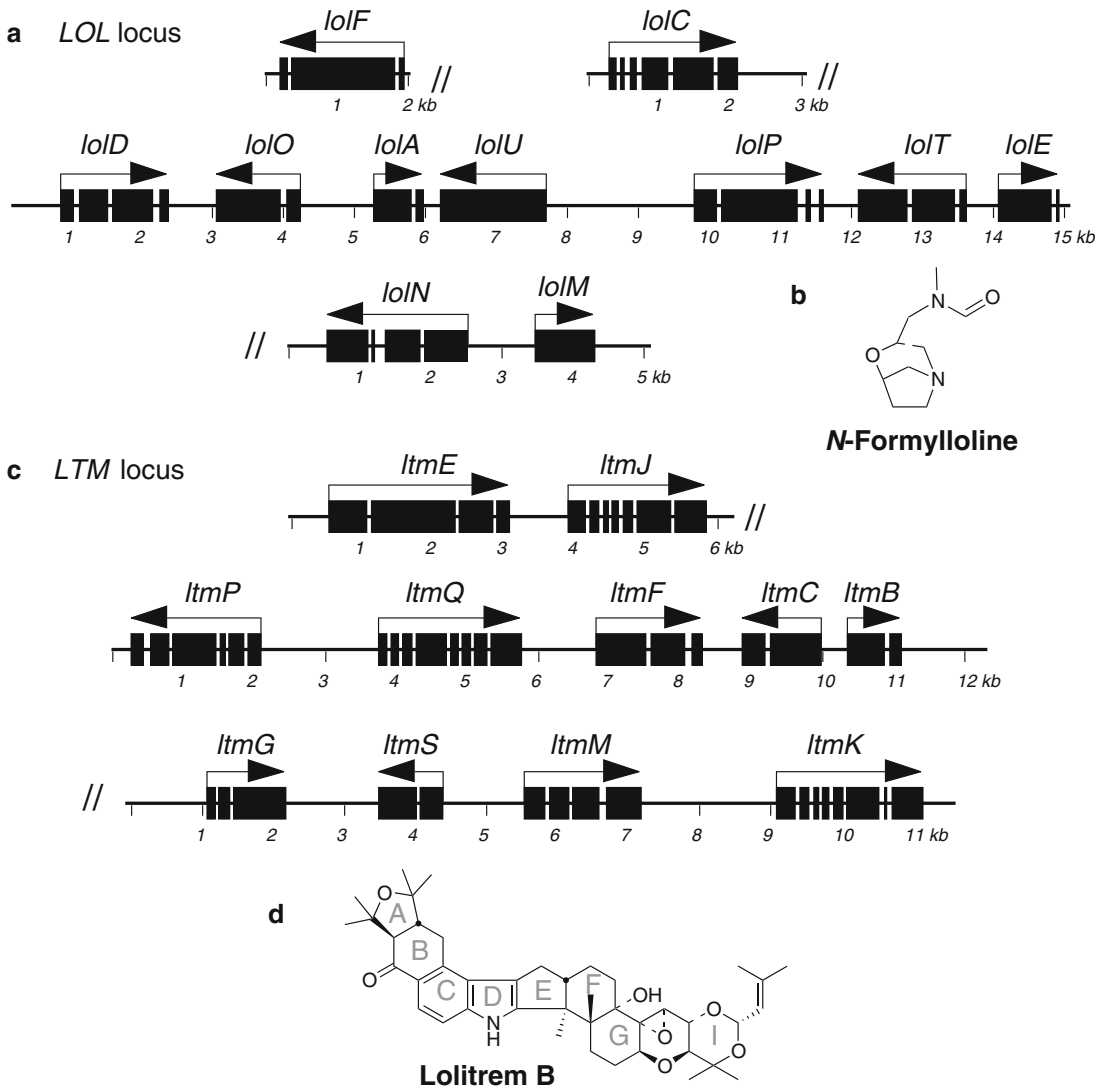 a LOL locus
lolF lolC
1 2 kb // 1 2 3 kb //
lolD lolO lolA lolU lolP lolT lolE
1 2 3 4 5 6 7 8 9 10 11 12 13 14 15 kb
lolN lolM
// 1 2 3 4 5 kb
b
N
O
O
N
N-Formylloline
c LTM locus
ltmE ltmJ
1 2 3 4 5 6 kb //
ltmP ltmQ ltmF ltmC ltmB
1 2 3 4 5 6 7 8 9 10 11 12 kb
ltmG ltmS ltmM ltmK
// 1 2 3 4 5 6 7 8 9 10 11 kb
d
O
A
B
O
C D E F G I
N
H
OH
O
O
O
O
Lolitrem B